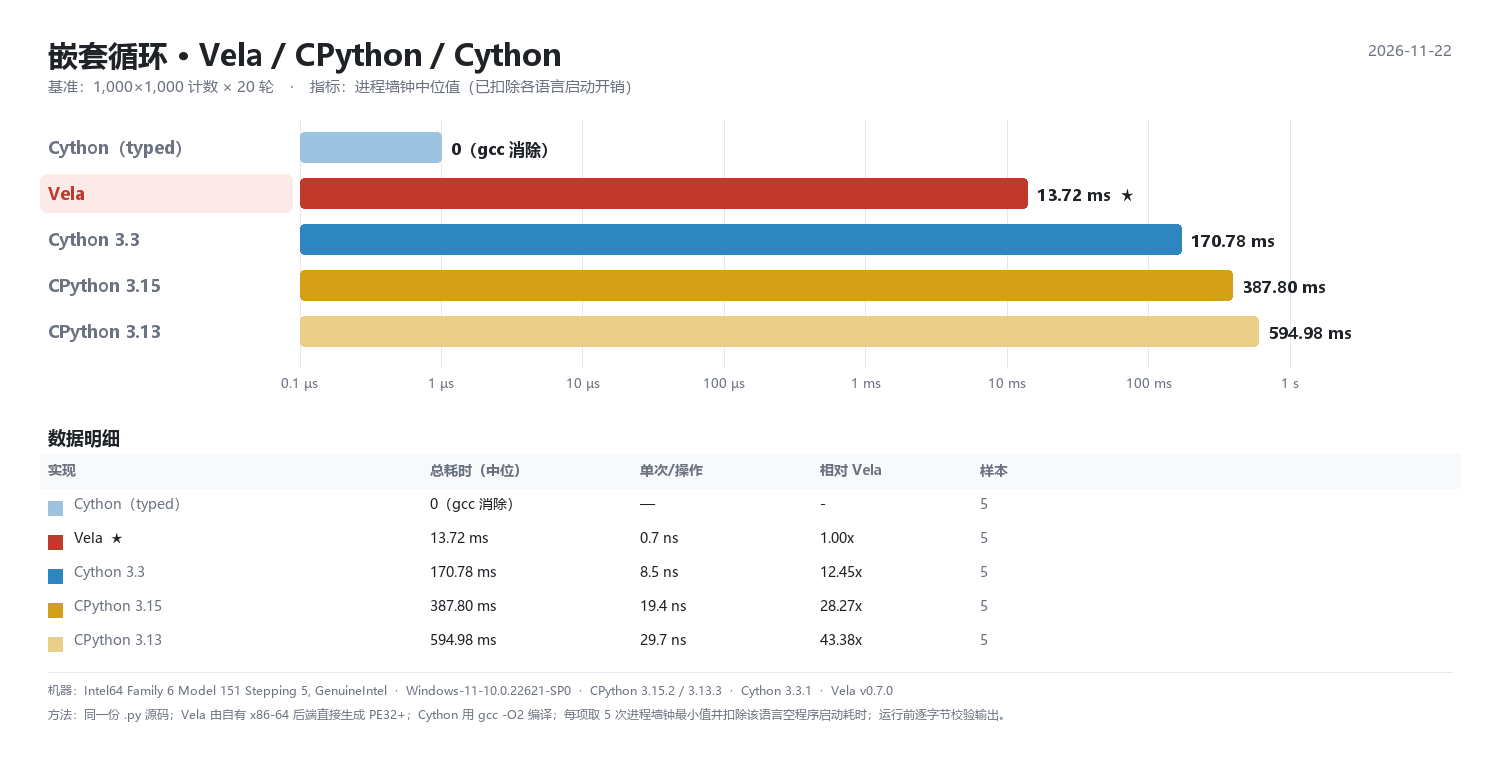 嵌套循环 • Vela / CPython / Cython
2026-11-22
基准：1,000×1,000 计数 × 20 轮 · 指标：进程墙钟中位值（已扣除各语言启动开销）
Cython（typed） 0（gcc 消除）
Vela 13.72 ms ★
Cython 3.3 170.78 ms
CPython 3.15 387.80 ms
CPython 3.13 594.98 ms
0.1 µs 1 µs 10 µs 100 µs 1 ms 10 ms 100 ms 1 s
数据明细
实现 总耗时（中位） 单次/操作 相对 Vela 样本
Cython（typed） 0（gcc 消除） — - 5
Vela ★ 13.72 ms 0.7 ns 1.00x 5
Cython 3.3 170.78 ms 8.5 ns 12.45x 5
CPython 3.15 387.80 ms 19.4 ns 28.27x 5
CPython 3.13 594.98 ms 29.7 ns 43.38x 5
机器：Intel64 Family 6 Model 151 Stepping 5, GenuineIntel · Windows-11-10.0.22621-SP0 · CPython 3.15.2 / 3.13.3 · Cython 3.3.1 · Vela v0.7.0
方法：同一份 .py 源码；Vela 由自有 x86-64 后端直接生成 PE32+；Cython 用 gcc -O2 编译；每项取 5 次进程墙钟最小值并扣除该语言空程序启动耗时；运行前逐字节校验输出。